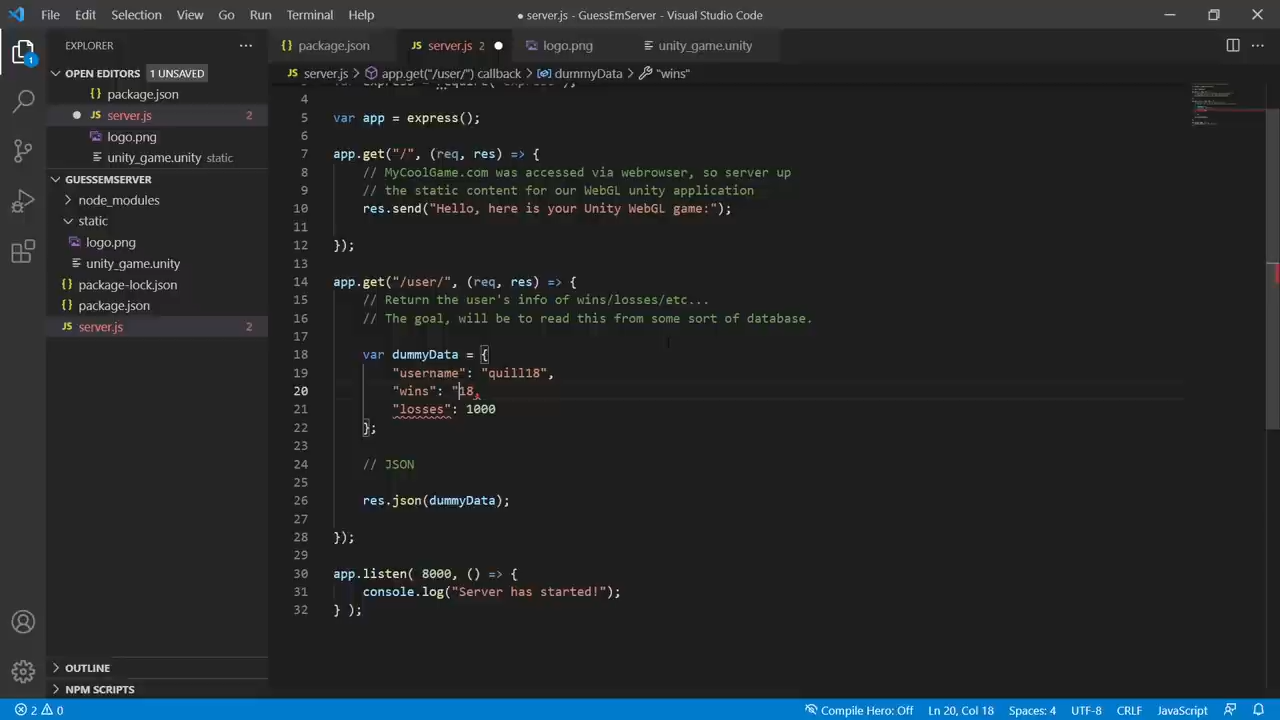 File Edit Selection View Go Run Terminal Help
● server.js - GuessEmServer - Visual Studio Code
EXPLORER ...
{} package.json
JS server.js 2 ●
logo.png
unity_game.unity
...
OPEN EDITORS 1 UNSAVED
{} package.json
● JS server.js 2
logo.png
unity_game.unity static
GUESSEMSERVER
node_modules
static
logo.png
unity_game.unity
{} package-lock.json
{} package.json
JS server.js 2
OUTLINE
NPM SCRIPTS
1
JS server.js > app.get("/user/") callback > dummyData > "wins"
4
5 var app = express();
6
7 app.get("/", (req, res) => {
8 // MyCoolGame.com was accessed via webrowser, so server up
9 // the static content for our WebGL unity application
10 res.send("Hello, here is your Unity WebGL game:");
11
12 });
13
14 app.get("/user/", (req, res) => {
15 // Return the user's info of wins/losses/etc...
16 // The goal, will be to read this from some sort of database.
17
18 var dummyData = {
19 "username": "quill18",
20 "wins": "18,
21 "losses": 1000
22 };
23
24 // JSON
25
26 res.json(dummyData);
27
28 });
29
30 app.listen( 8000, () => {
31 console.log("Server has started!");
32 } );
2 0
Compile Hero: Off Ln 20, Col 18 Spaces: 4 UTF-8 CRLF JavaScript